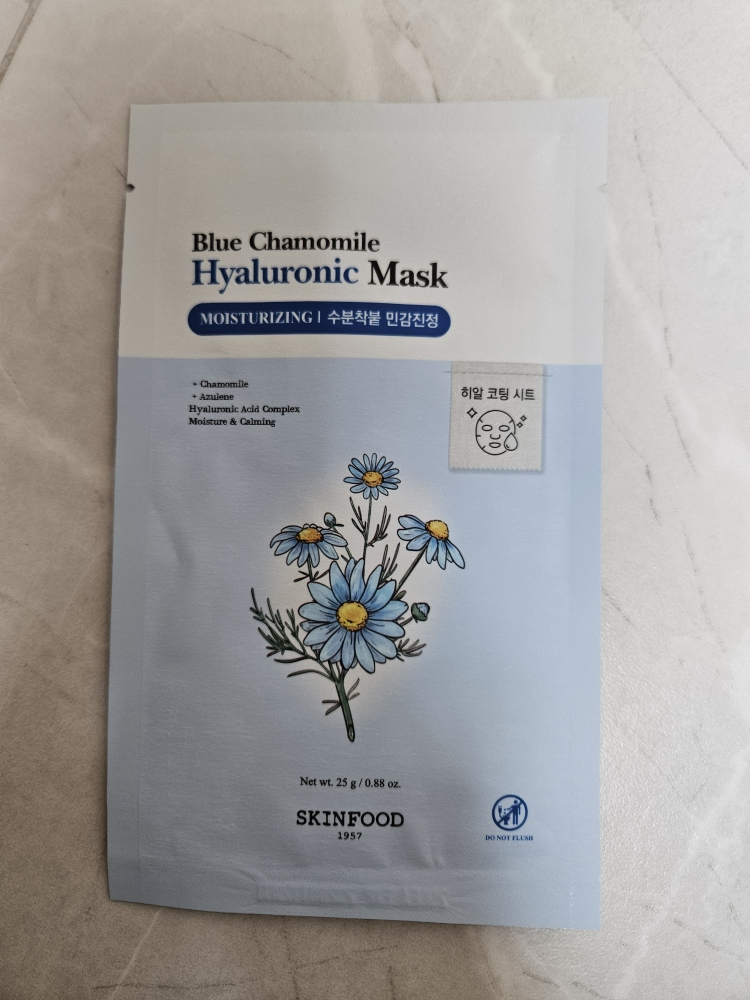 Blue Chamomile
Hyaluronic Mask
MOISTURIZING | 수분착붙 민감진정
+ Chamomile
+ Azulene
Hyaluronic Acid Complex
Moisture & Calming
히알 코팅 시트
Net wt. 25 g / 0.88 oz.
SKINFOOD
1957
DO NOT FLUSH